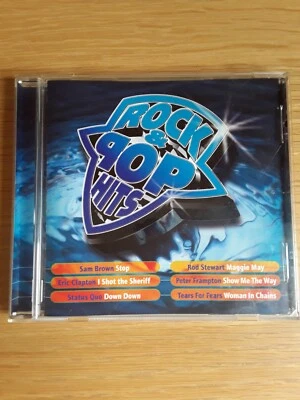 ROCK
&
POP
HITS
Sam Brown Stop
Rod Stewart Maggie May
Eric Clapton I Shot the Sheriff
Peter Frampton Show Me The Way
Status Quo Down Down
Tears For Fears Woman In Chains